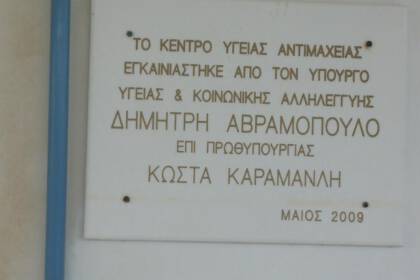 ΤΟ ΚΕΝΤΡΟ ΥΓΕΙΑΣ ΑΝΤΙΜΑΧΕΙΑΣ
ΕΓΚΑΙΝΙΑΣΤΗΚΕ ΑΠΟ ΤΟΝ ΥΠΟΥΡΓΟ
ΥΓΕΙΑΣ & ΚΟΙΝΩΝΙΚΗΣ ΑΛΛΗΛΕΓΓΥΗΣ
ΔΗΜΗΤΡΗ ΑΒΡΑΜΟΠΟΥΛΟ
ΕΠΙ ΠΡΩΘΥΠΟΥΡΓΙΑΣ
ΚΩΣΤΑ ΚΑΡΑΜΑΝΛΗ
ΜΑΙΟΣ 2009